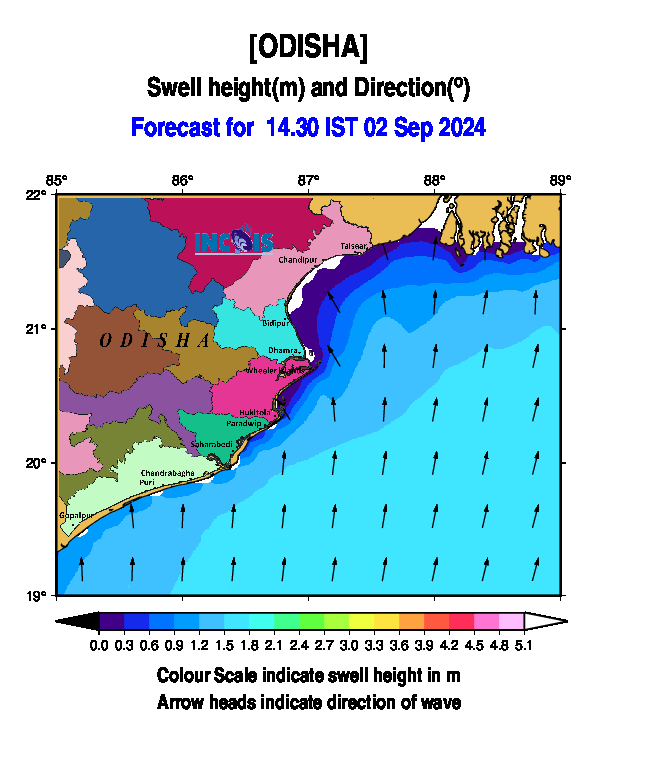 [ODISHA]
Swell height(m) and Direction(º)
Forecast for 14.30 IST 02 Sep 2024
85° 86° 87° 88° 89°
22°
INCOIS
Talsear
Chandipur
21°
Bidipur
ODISHA
Dhamra
Wheeler
Hukitola
Paradwip
Saharabedi
20°
Chendrabagha
Puri
Gopalpur
19°
0.0 0.3 0.6 0.9 1.2 1.5 1.8 2.1 2.4 2.7 3.0 3.3 3.6 3.9 4.2 4.5 4.8 5.1
Colour Scale indicate swell height in m
Arrow heads indicate direction of wave